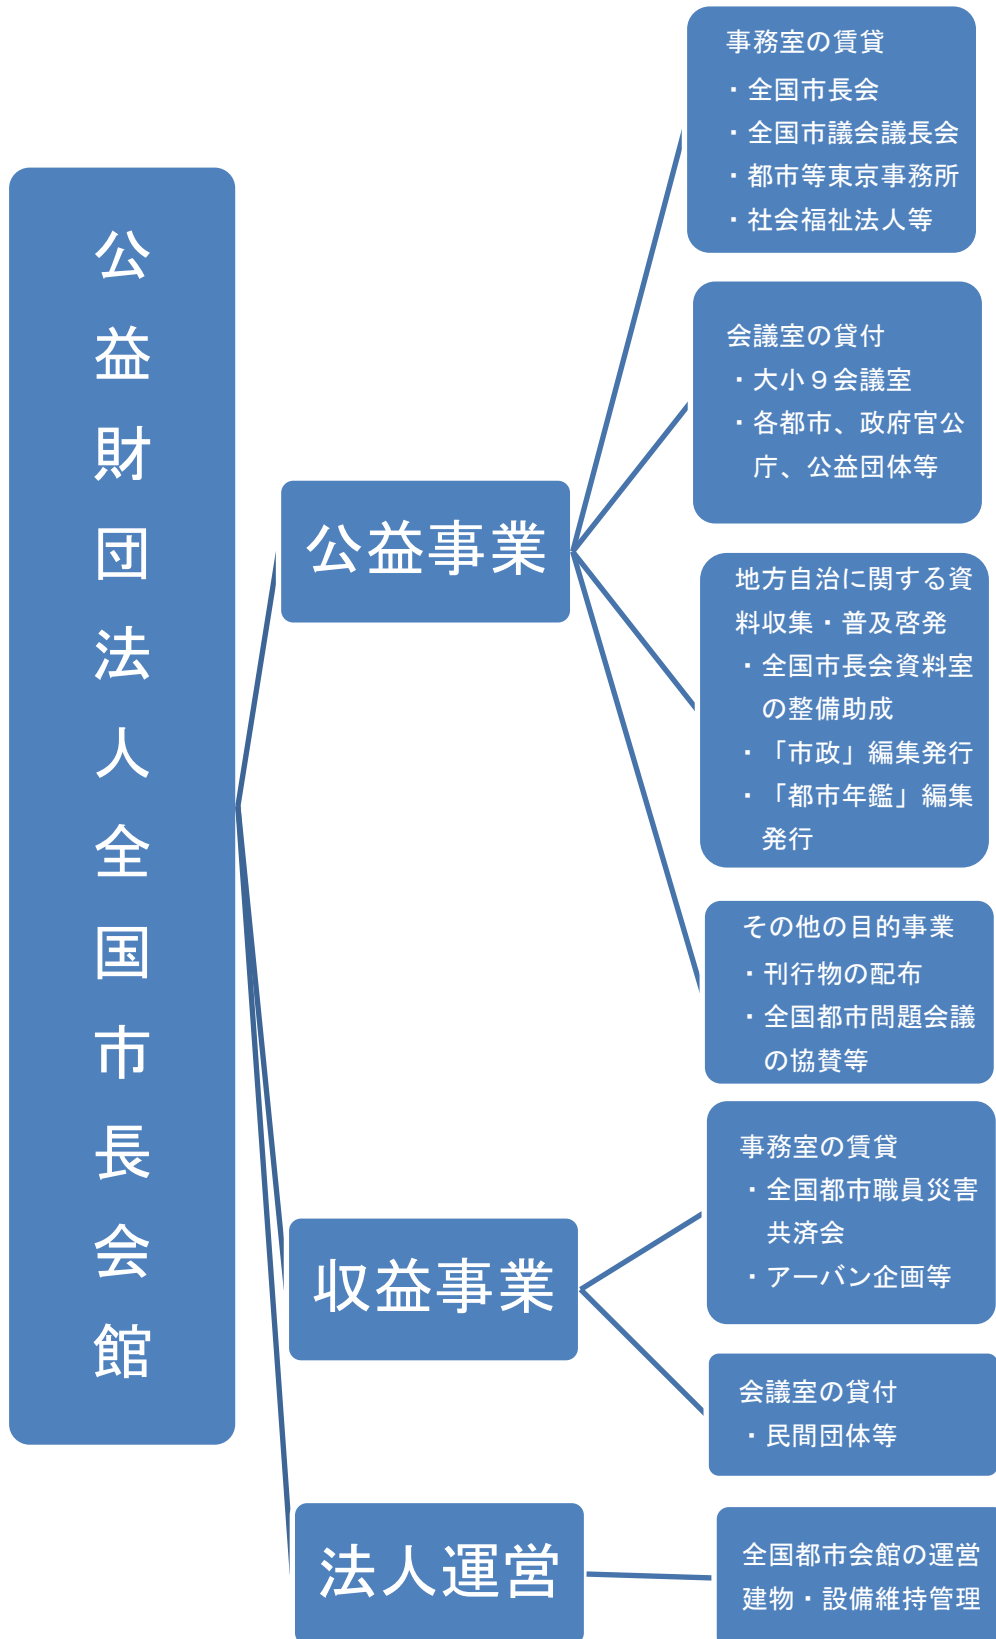 公益財団法人全国市長会館
公益事業
事務室の賃貸
・全国市長会
・全国市議会議長会
・都市等東京事務所
・社会福祉法人等
会議室の貸付
・大小９会議室
・各都市、政府官公
庁、公益団体等
地方自治に関する資
料収集・普及啓発
・全国市長会資料室
の整備助成
・「市政」編集発行
・「都市年鑑」編集
発行
その他の目的事業
・刊行物の配布
・全国都市問題会議
の協賛等
収益事業
事務室の賃貸
・全国都市職員災害
共済会
・アーバン企画等
会議室の貸付
・民間団体等
法人運営
全国都市会館の運営
建物・設備維持管理